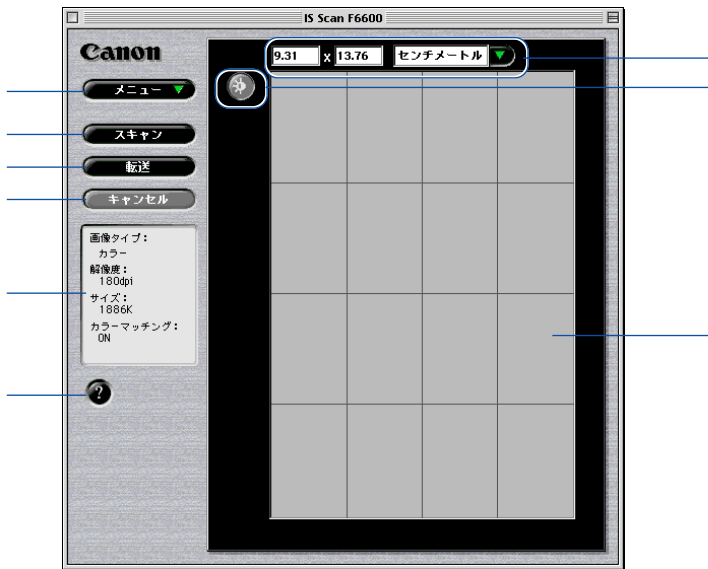 IS Scan F6600
Canon
9.31 x 13.76 センチメートル
メニュー
スキャン
転送
キャンセル
画像タイプ:
カラー
解像度:
180dpi
サイズ:
1886K
カラーマッチング:
ON
?